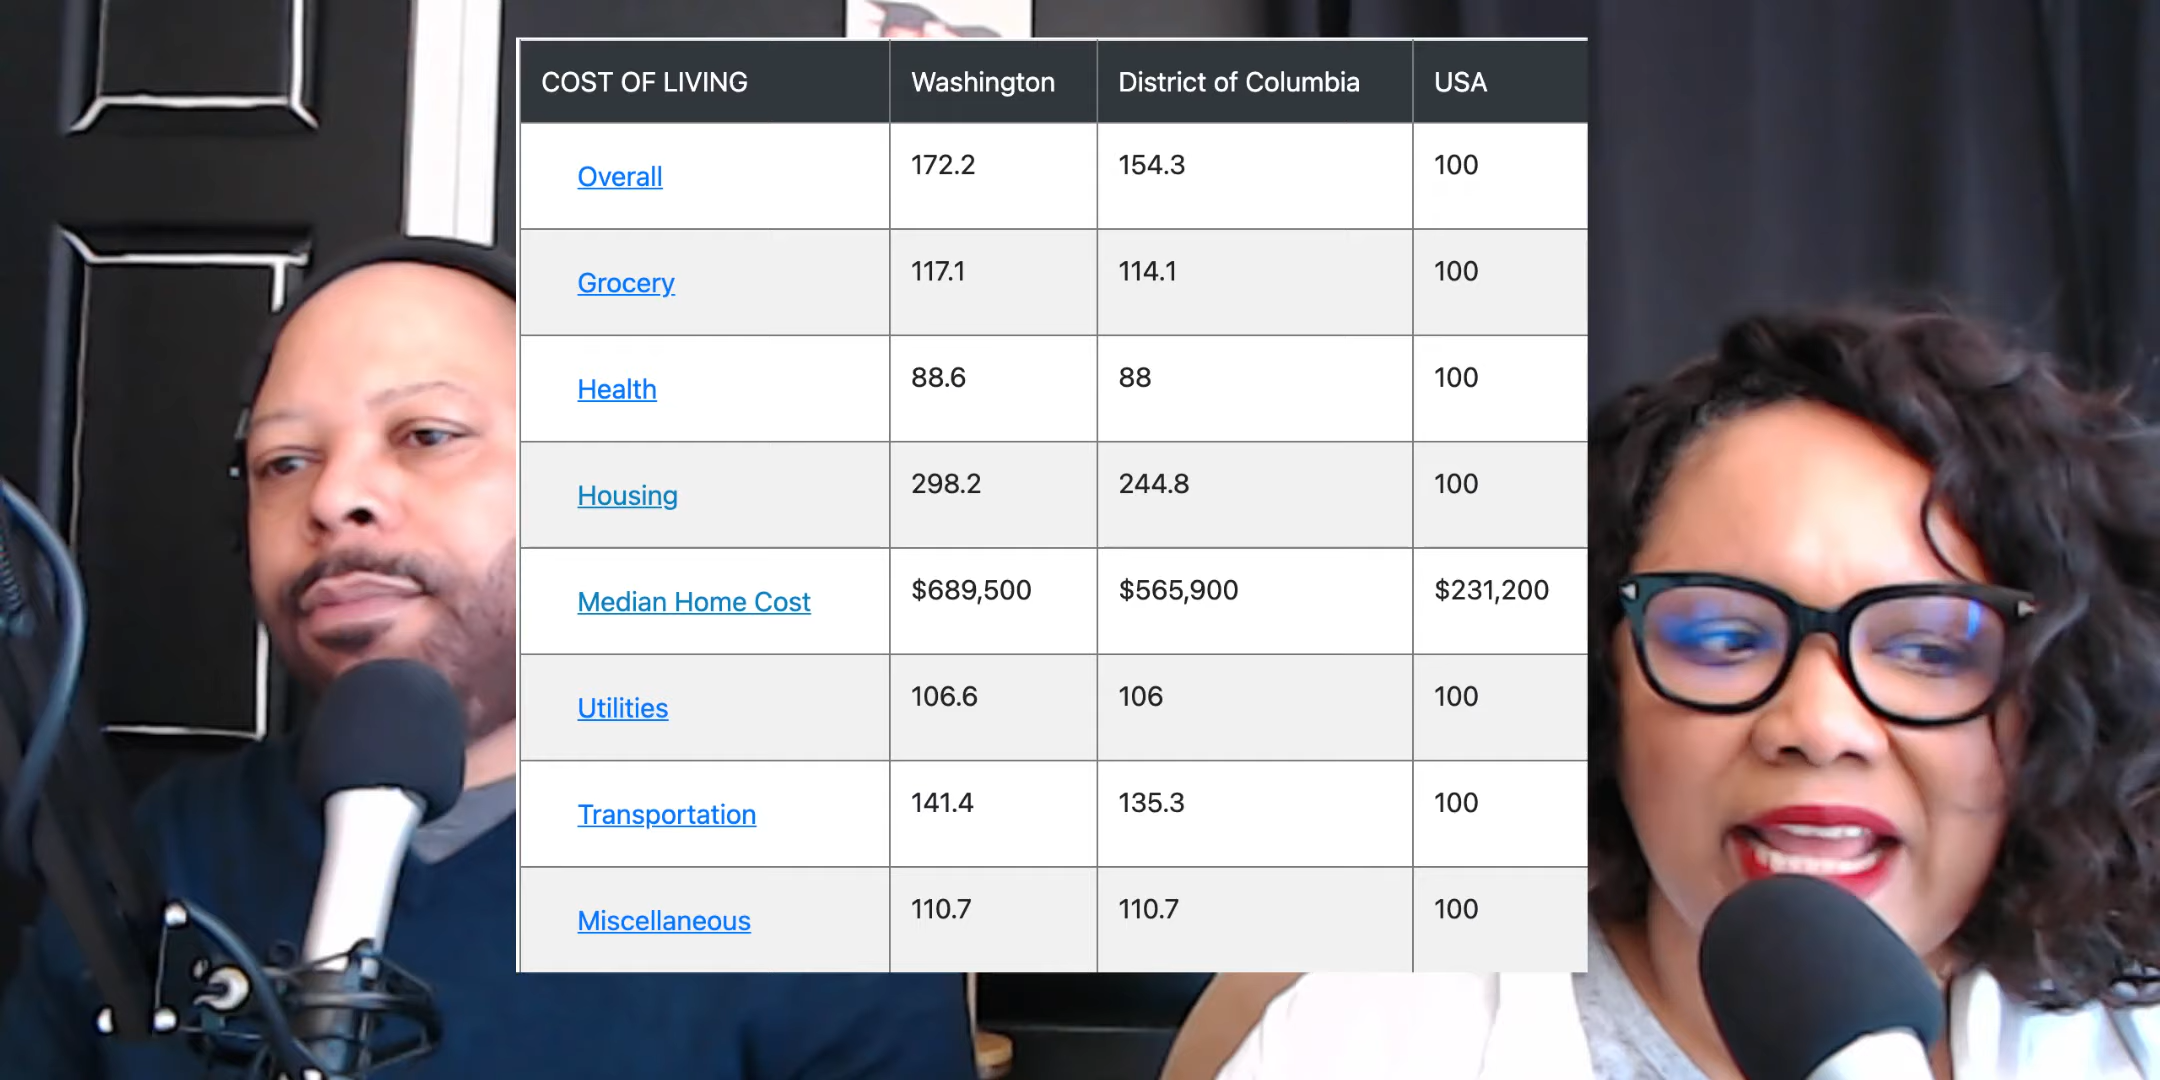 COST OF LIVING Washington District of Columbia USA
Overall 172.2 154.3 100
Grocery 117.1 114.1 100
Health 88.6 88 100
Housing 298.2 244.8 100
Median Home Cost $689,500 $565,900 $231,200
Utilities 106.6 106 100
Transportation 141.4 135.3 100
Miscellaneous 110.7 110.7 100